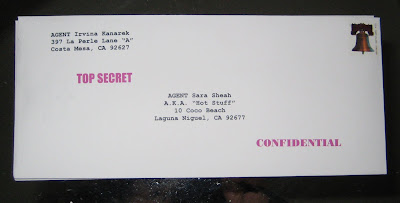 AGENT Irvina Kanarek
397 La Perle Lane "A"
Costa Mesa, CA 92627
TOP SECRET
AGENT Sara Sheah
A.K.A. "Hot Stuff"
10 Coco Beach
Laguna Niguel, CA 92677
CONFIDENTIAL